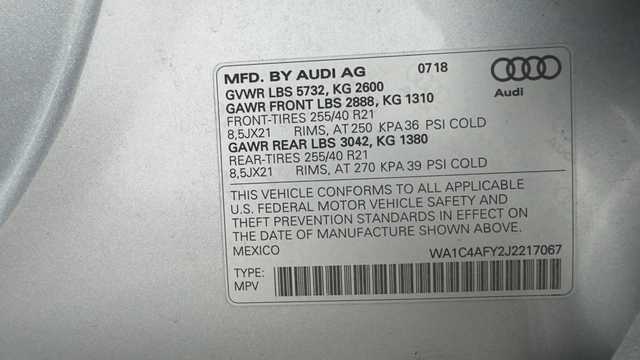 MFD. BY AUDI AG 07 18
GVWR LBS 5732, KG 2600
GAWR FRONT LBS 2888, KG 1310
FRONT-TIRES 255/40 R21
8,5JX21 RIMS, AT 250 KPA 36 PSI COLD
GAWR REAR LBS 3042, KG 1380
REAR-TIRES 255/40 R21
8,5JX21 RIMS, AT 270 KPA 39 PSI COLD
Audi
THIS VEHICLE CONFORMS TO ALL APPLICABLE
U.S. FEDERAL MOTOR VEHICLE SAFETY AND
THEFT PREVENTION STANDARDS IN EFFECT ON
THE DATE OF MANUFACTURE SHOWN ABOVE.
MEXICO WA1C4AFY2J2217067
TYPE:
MPV